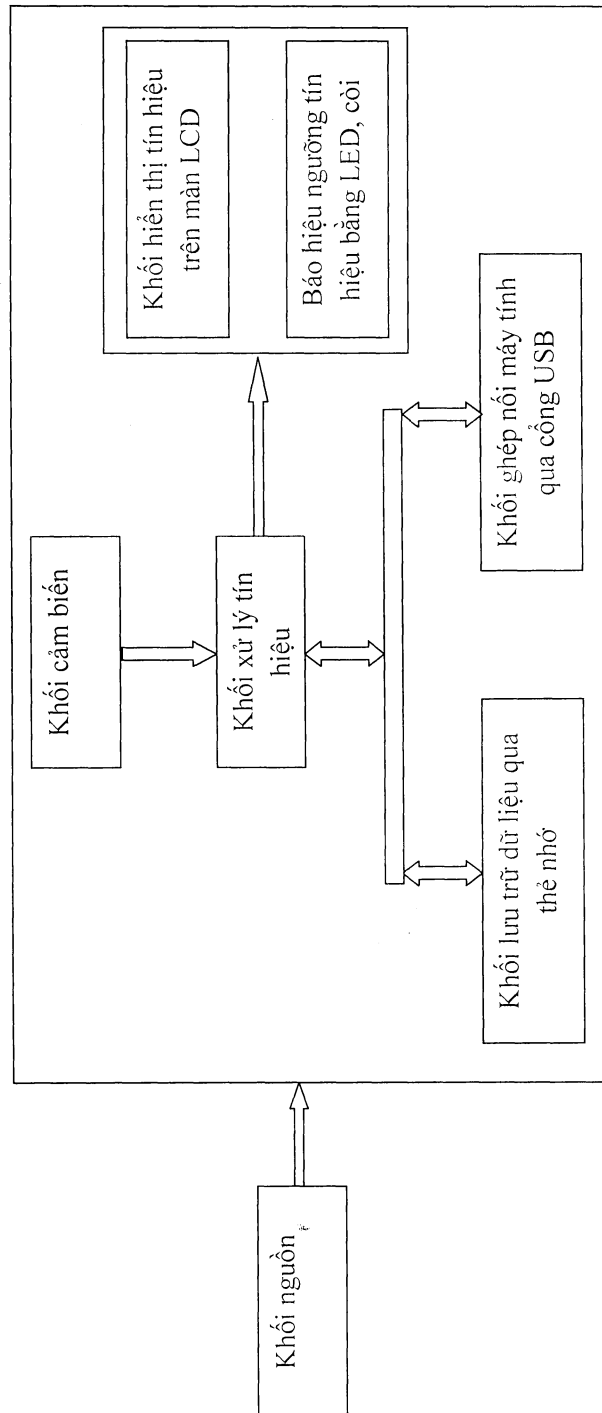 Khối nguồn
Khối cảm biến
Khối xử lý tín
hiệu
Khối hiển thị tín hiệu
trên màn LCD
Báo hiệu ngưỡng tín
hiệu bằng LED, còi
Khối lưu trữ dữ liệu qua
thẻ nhớ
Khối ghép nối máy tính
qua cổng USB